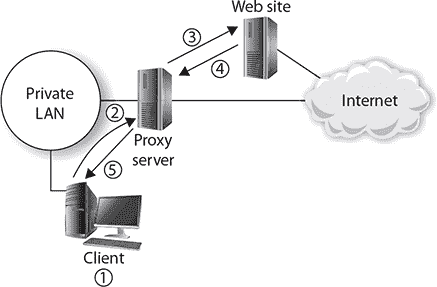 Web site
③
④
Private
LAN
②
Proxy
server
Internet
⑤
Client
①